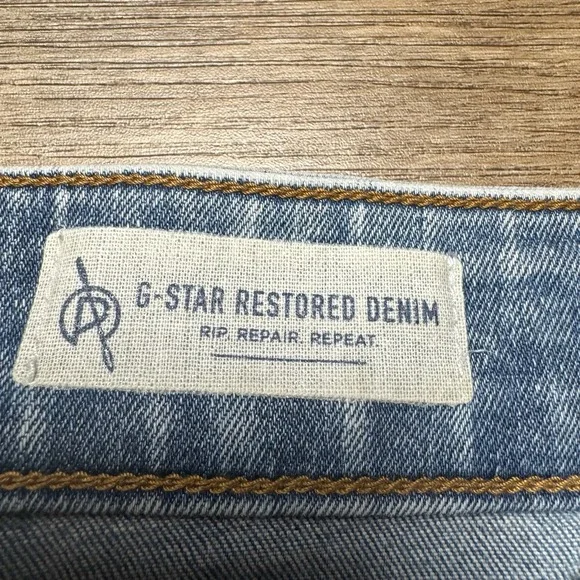 G-STAR RESTORED DENIM
RIP. REPAIR. REPEAT.